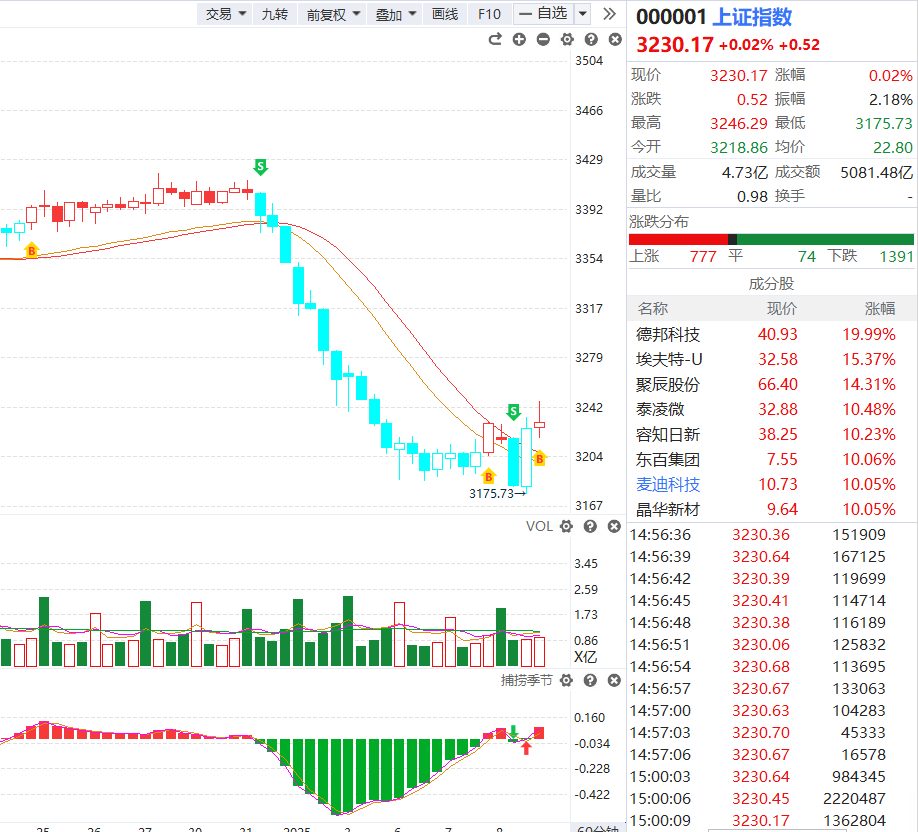 交易 九转 前复权 叠加 画线 F10 一 自选
000001 上证指数
3230.17 +0.02% +0.52
3504
3466
3429
3392
3354
3317
3279
3242
3204
3167
S
B
S
B
B
3175.73→
现价 3230.17 涨幅 0.02%
涨跌 0.52 振幅 2.18%
最高 3246.29 最低 3175.73
今开 3218.86 均价 22.80
成交量 4.73亿 成交额 5081.48亿
量比 0.98 换手 -
涨跌分布
上涨 777 平 74 下跌 1391
成分股
名称 现价 涨幅
德邦科技 40.93 19.99%
埃夫特-U 32.58 15.37%
聚辰股份 66.40 14.31%
泰凌微 32.88 10.48%
容知日新 38.25 10.23%
东百集团 7.55 10.06%
麦迪科技 10.73 10.05%
晶华新材 9.64 10.05%
VOL
3.45
2.59
1.73
0.86
X亿
捕捞季节
0.160
-0.034
-0.228
-0.422
14:56:36 3230.36 151909
14:56:39 3230.64 167125
14:56:42 3230.39 119699
14:56:45 3230.41 114714
14:56:48 3230.38 116189
14:56:51 3230.06 125832
14:56:54 3230.68 113695
14:56:57 3230.67 133063
14:57:00 3230.63 104283
14:57:03 3230.70 45333
14:57:06 3230.67 16578
15:00:03 3230.64 984345
15:00:06 3230.45 2220487
15:00:09 3230.17 1362804
25 26 27 30 31 2025 3 6 7 8 60分钟